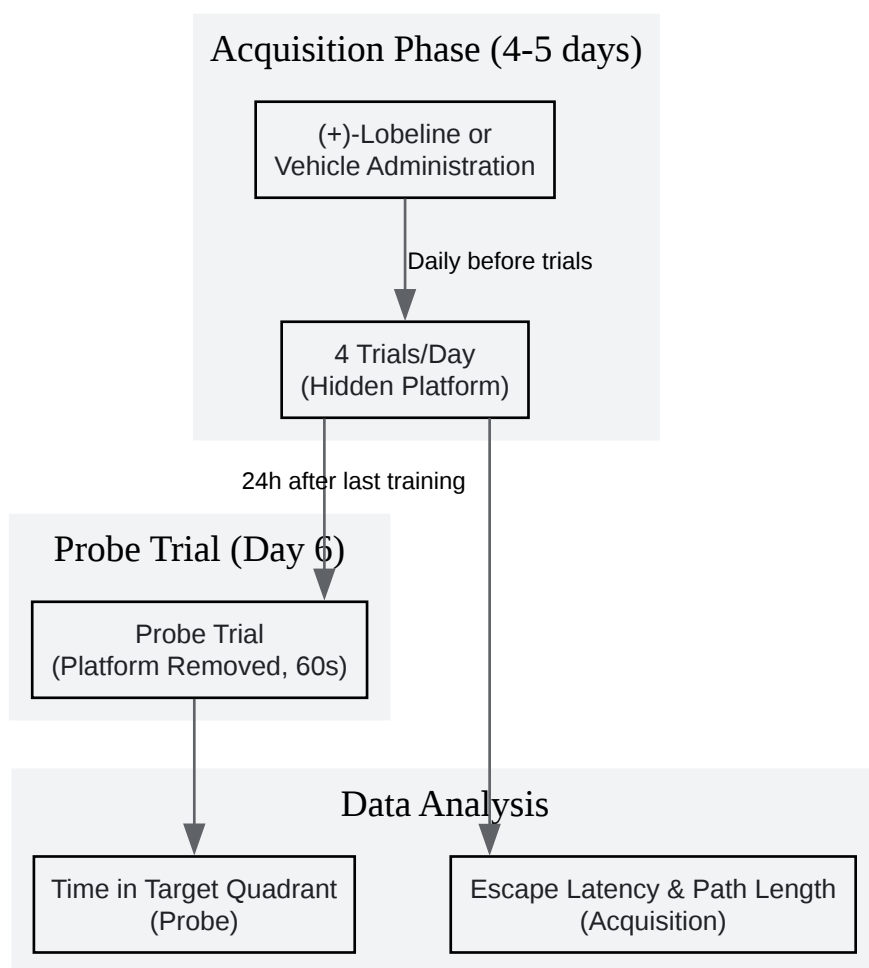 Acquisition Phase (4-5 days)
(+)-Lobeline or
Vehicle Administration
Daily before trials
4 Trials/Day
(Hidden Platform)
24h after last training
Probe Trial (Day 6)
Probe Trial
(Platform Removed, 60s)
Data Analysis
Time in Target Quadrant
(Probe)
Escape Latency & Path Length
(Acquisition)